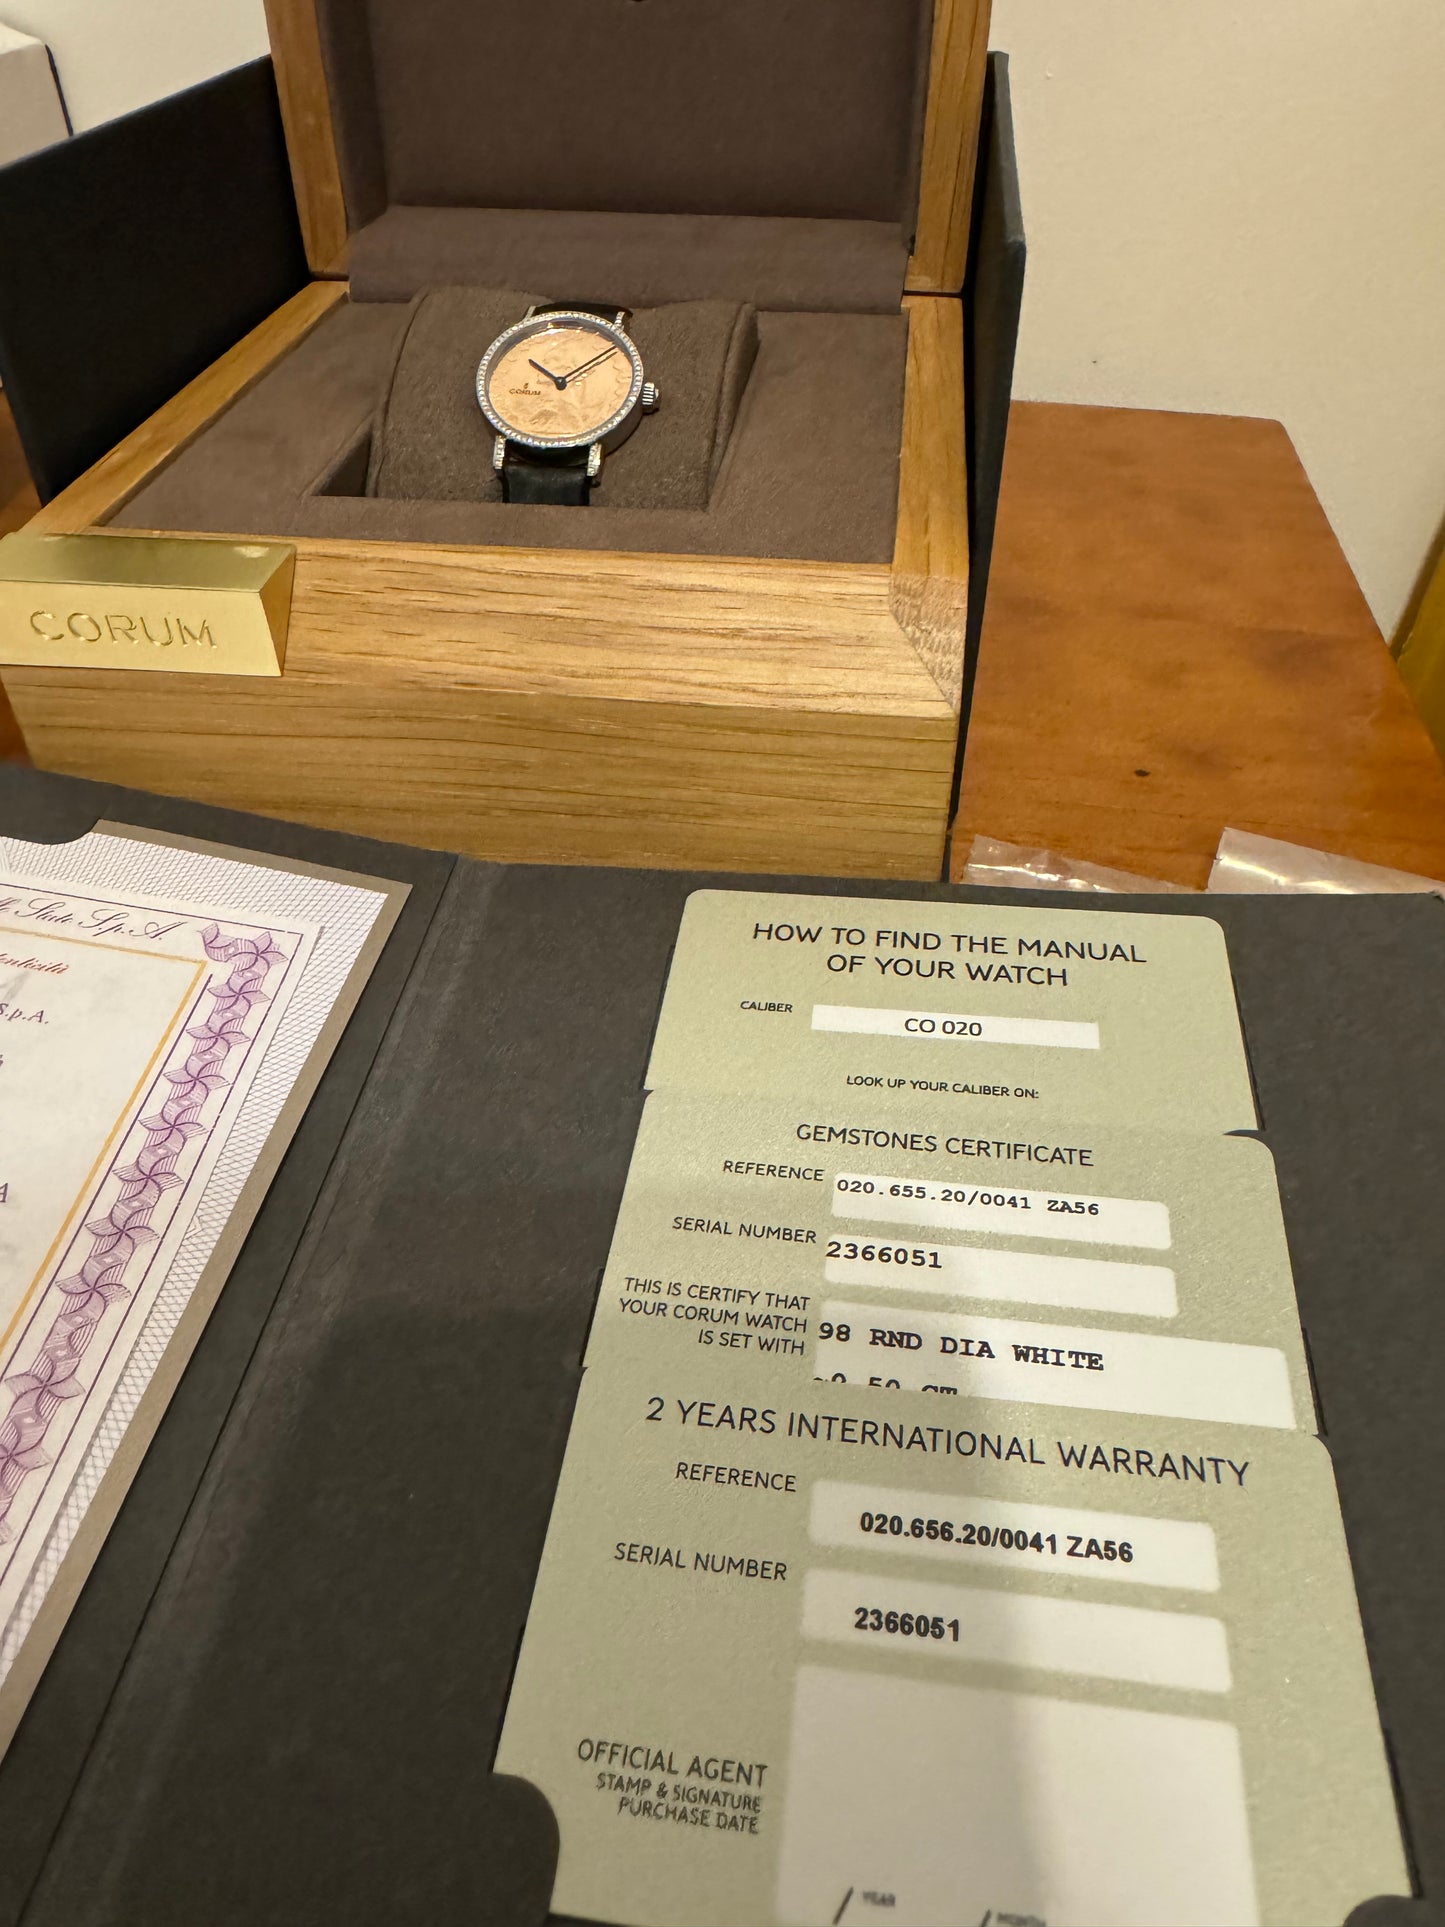 CORUM
CORUM
S.p.A.
S.p.A.
HOW TO FIND THE MANUAL
OF YOUR WATCH
CALIBER
CO 020
LOOK UP YOUR CALIBER ON:
GEMSTONES CERTIFICATE
REFERENCE
020.655.20/0041 ZA56
SERIAL NUMBER
2366051
THIS IS CERTIFY THAT
YOUR CORUM WATCH
IS SET WITH
98 RND DIA WHITE
2 YEARS INTERNATIONAL WARRANTY
REFERENCE
020.656.20/0041 ZA56
SERIAL NUMBER
2366051
OFFICIAL AGENT
STAMP & SIGNATURE
PURCHASE DATE
/ YEAR
/ MONTH